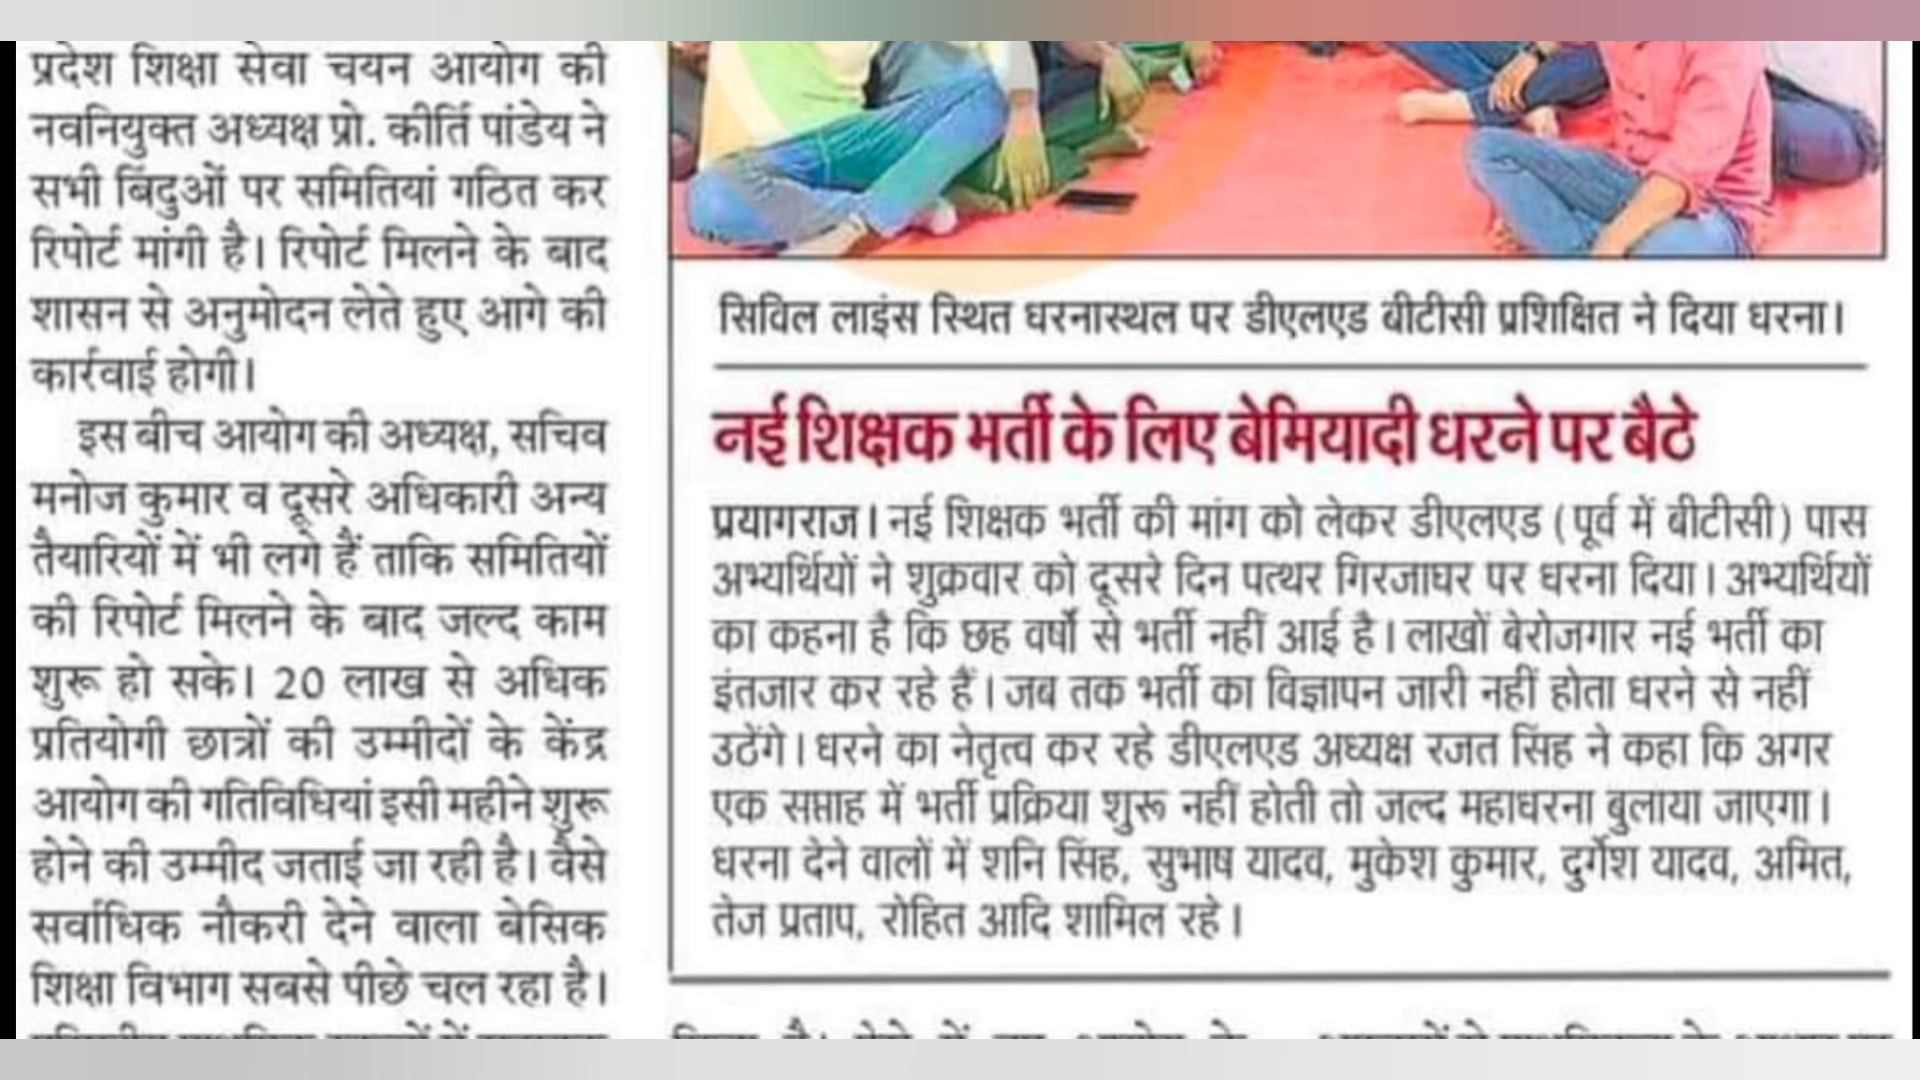 प्रदेश शिक्षा सेवा चयन आयोग की
नवनियुक्त अध्यक्ष प्रो. कीर्ति पांडेय ने
सभी बिंदुओं पर समितियां गठित कर
रिपोर्ट मांगी है। रिपोर्ट मिलने के बाद
शासन से अनुमोदन लेते हुए आगे की
कार्रवाई होगी।
इस बीच आयोग की अध्यक्ष, सचिव
मनोज कुमार व दूसरे अधिकारी अन्य
तैयारियों में भी लगे हैं ताकि समितियों
की रिपोर्ट मिलने के बाद जल्द काम
शुरू हो सके। 20 लाख से अधिक
प्रतियोगी छात्रों की उम्मीदों के केंद्र
आयोग की गतिविधियां इसी महीने शुरू
होने की उम्मीद जताई जा रही है। वैसे
सर्वाधिक नौकरी देने वाला बेसिक
शिक्षा विभाग सबसे पीछे चल रहा है।
सिविल लाइंस स्थित धरनास्थल पर डीएलएड बीटीसी प्रशिक्षित ने दिया धरना।
नई शिक्षक भर्ती के लिए बेमियादी धरने पर बैठे
प्रयागराज। नई शिक्षक भर्ती की मांग को लेकर डीएलएड (पूर्व में बीटीसी) पास
अभ्यर्थियों ने शुक्रवार को दूसरे दिन पत्थर गिरजाघर पर धरना दिया। अभ्यर्थियों
का कहना है कि छह वर्षों से भर्ती नहीं आई है। लाखों बेरोजगार नई भर्ती का
इंतजार कर रहे हैं। जब तक भर्ती का विज्ञापन जारी नहीं होता धरने से नहीं
उठेंगे। धरने का नेतृत्व कर रहे डीएलएड अध्यक्ष रजत सिंह ने कहा कि अगर
एक सप्ताह में भर्ती प्रक्रिया शुरू नहीं होती तो जल्द महाधरना बुलाया जाएगा।
धरना देने वालों में शनि सिंह, सुभाष यादव, मुकेश कुमार, दुर्गेश यादव, अमित,
तेज प्रताप, रोहित आदि शामिल रहे।